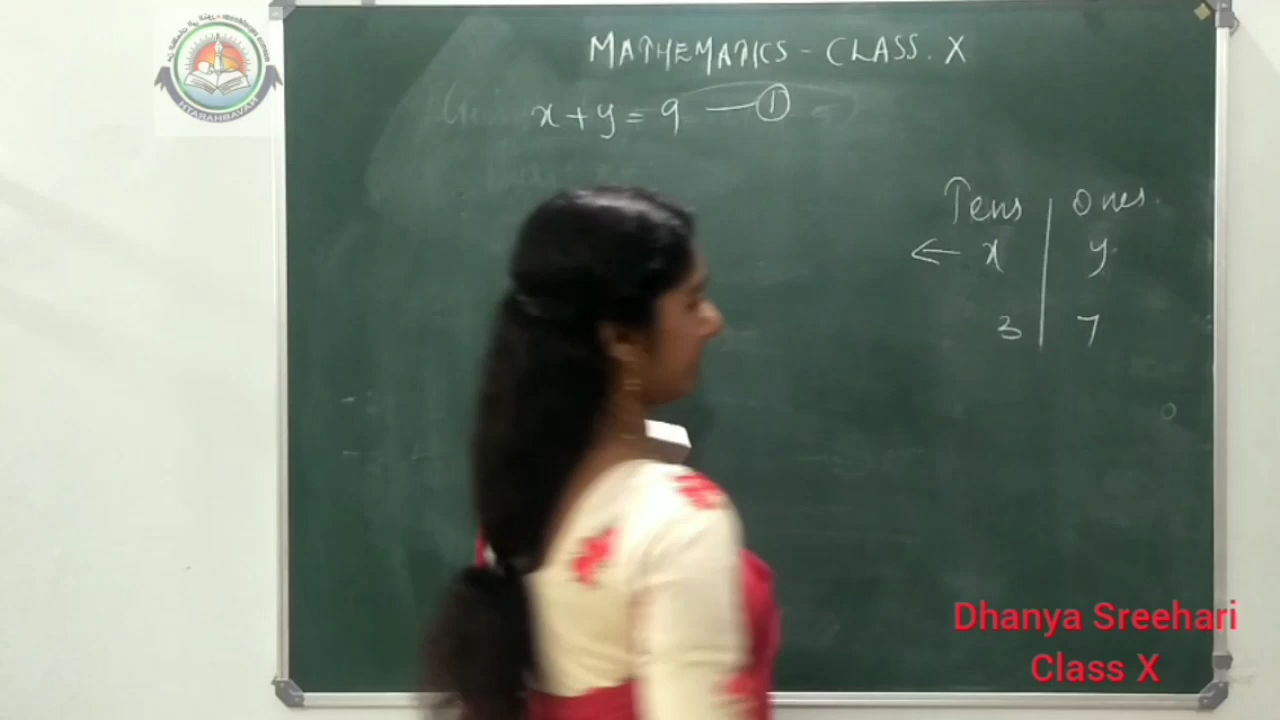 MATHEMATICS - CLASS. X
x + y = 9 — ①
Tens | Ones.
← x | y
3 | 7
Dhanya Sreehari
Class X